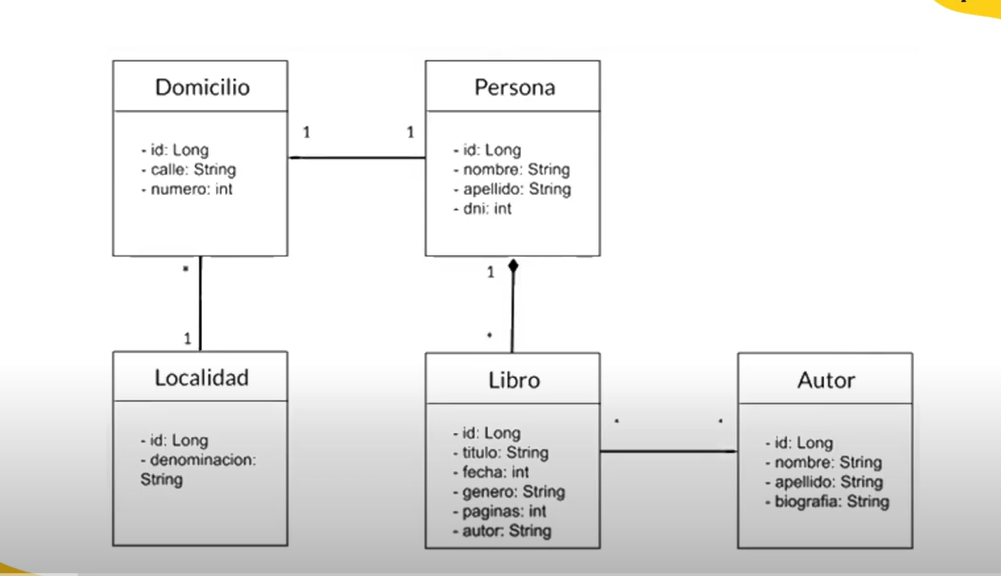 Domicilio
- id: Long
- calle: String
- numero: int
1
1
Persona
- id: Long
- nombre: String
- apellido: String
- dni: int
*
1
1
*
Localidad
- id: Long
- denominacion:
String
Libro
- id: Long
- titulo: String
- fecha: int
- genero: String
- paginas: int
- autor: String
*
*
Autor
- id: Long
- nombre: String
- apellido: String
- biografia: String